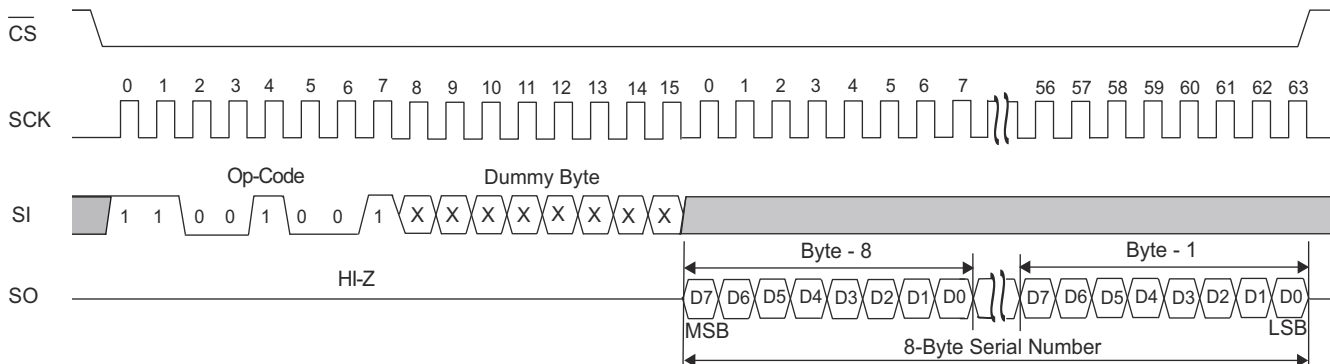 CS
0 1 2 3 4 5 6 7 8 9 10 11 12 13 14 15 0 1 2 3 4 5 6 7 56 57 58 59 60 61 62 63
SCK
Op-Code Dummy Byte
SI 1 1 0 0 1 0 0 1 X X X X X X X X
Byte - 8 Byte - 1
HI-Z
SO D7 D6 D5 D4 D3 D2 D1 D0 D7 D6 D5 D4 D3 D2 D1 D0
MSB LSB
8-Byte Serial Number